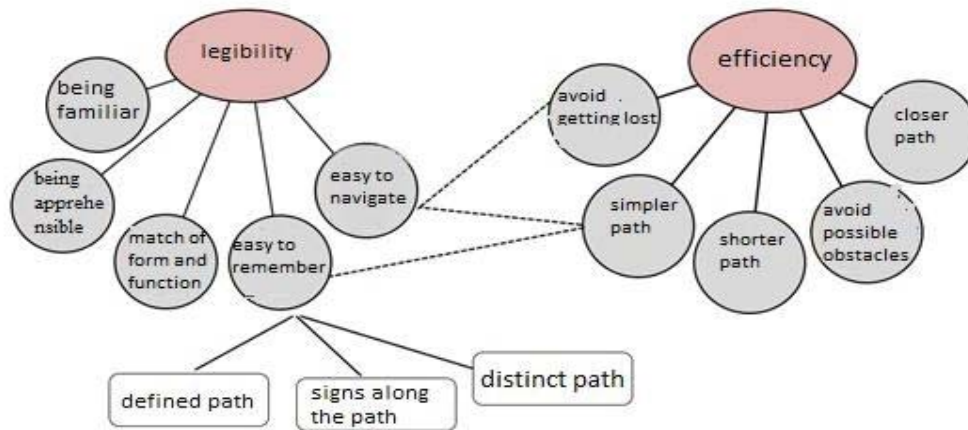 legibility
being
familiar
being
apprehe
nsible
match of
form and
function
easy to
remember
easy to
navigate
efficiency
avoid
getting lost
simpler
path
shorter
path
avoid
possible
obstacles
closer
path
defined path
signs along
the path
distinct path